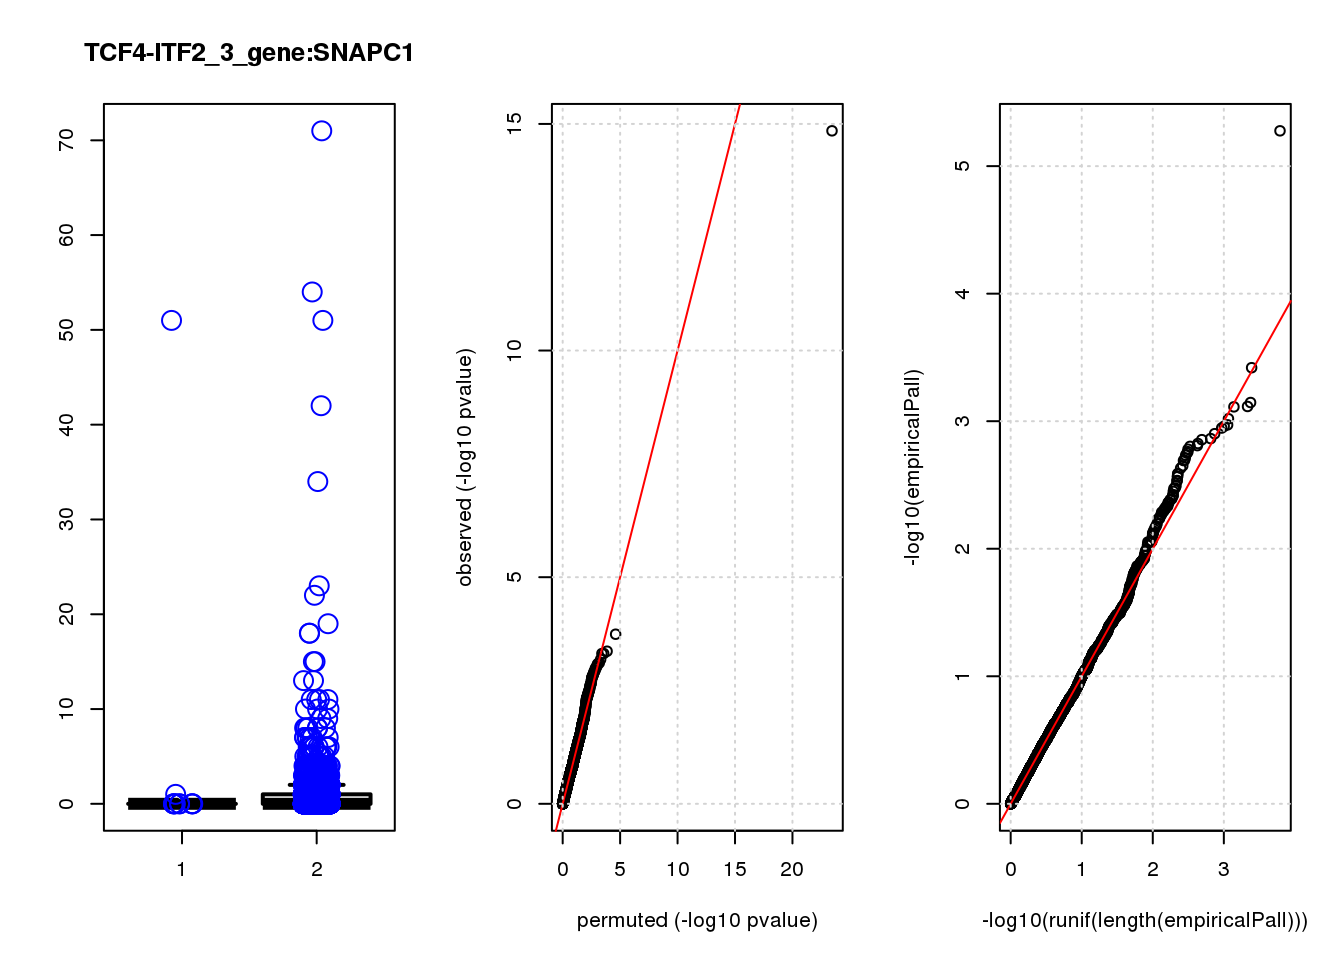 TCF4-ITF2_3_gene:SNAPC1
70
60
50
40
30
20
10
0
1 2
observed (-log10 pvalue)
15
10
5
0
0 5 10 15 20
permuted (-log10 pvalue)
-log10(empiricalPall)
5
4
3
2
1
0
0 1 2 3
-log10(runif(length(empiricalPall)))